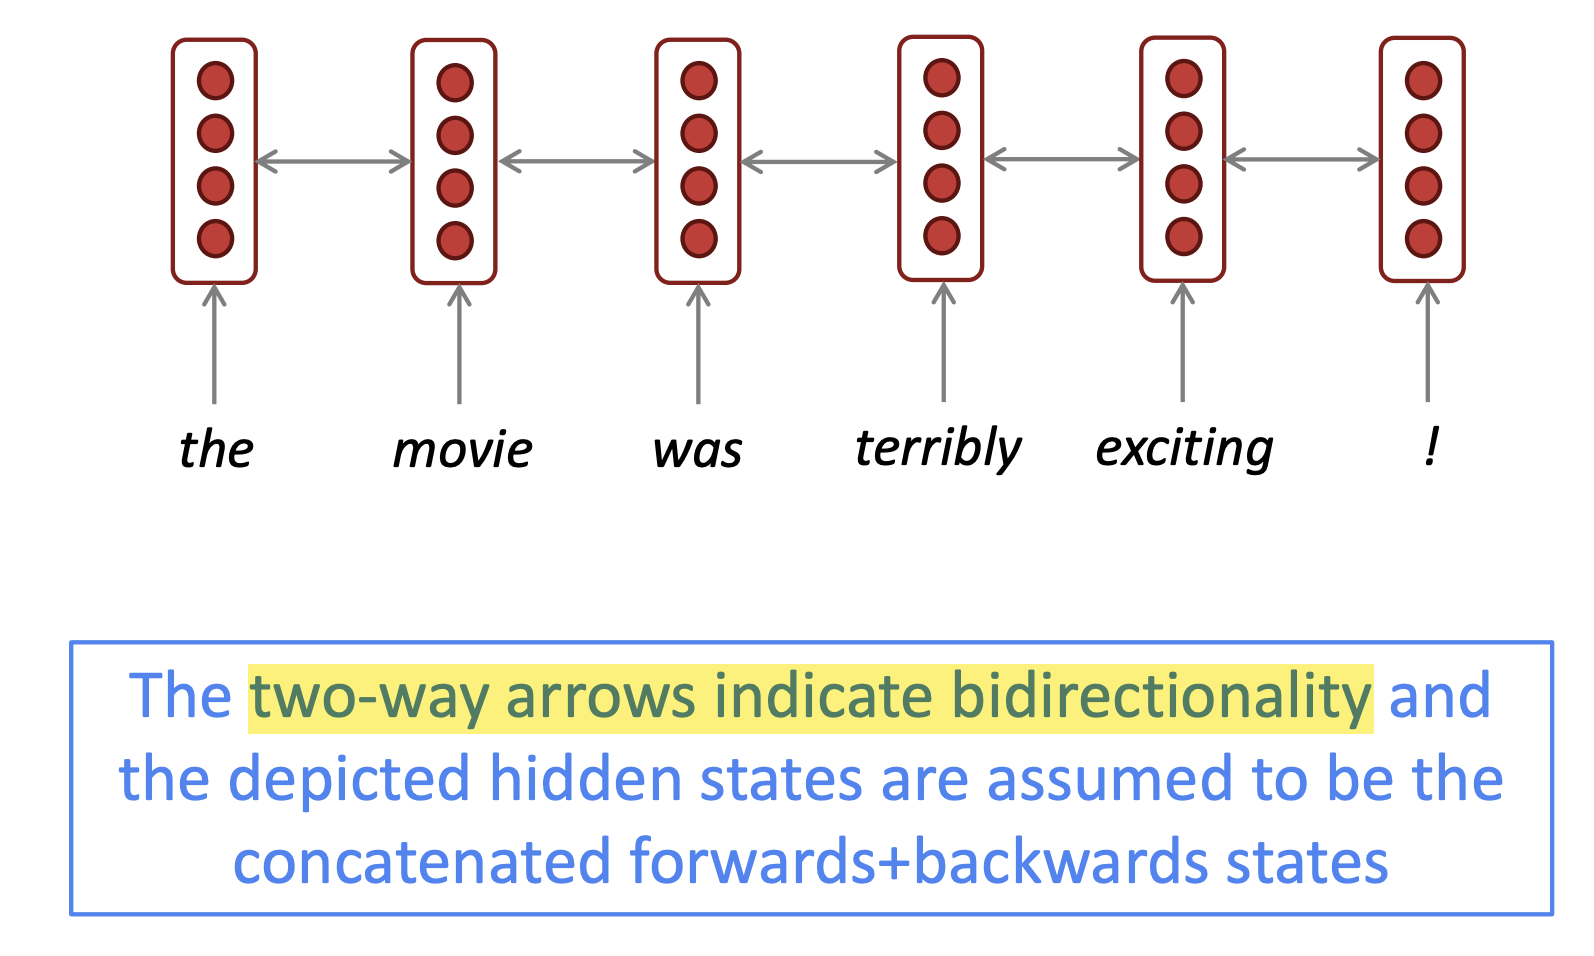 the movie was terribly exciting !
The two-way arrows indicate bidirectionality and
the depicted hidden states are assumed to be the
concatenated forwards+backwards states